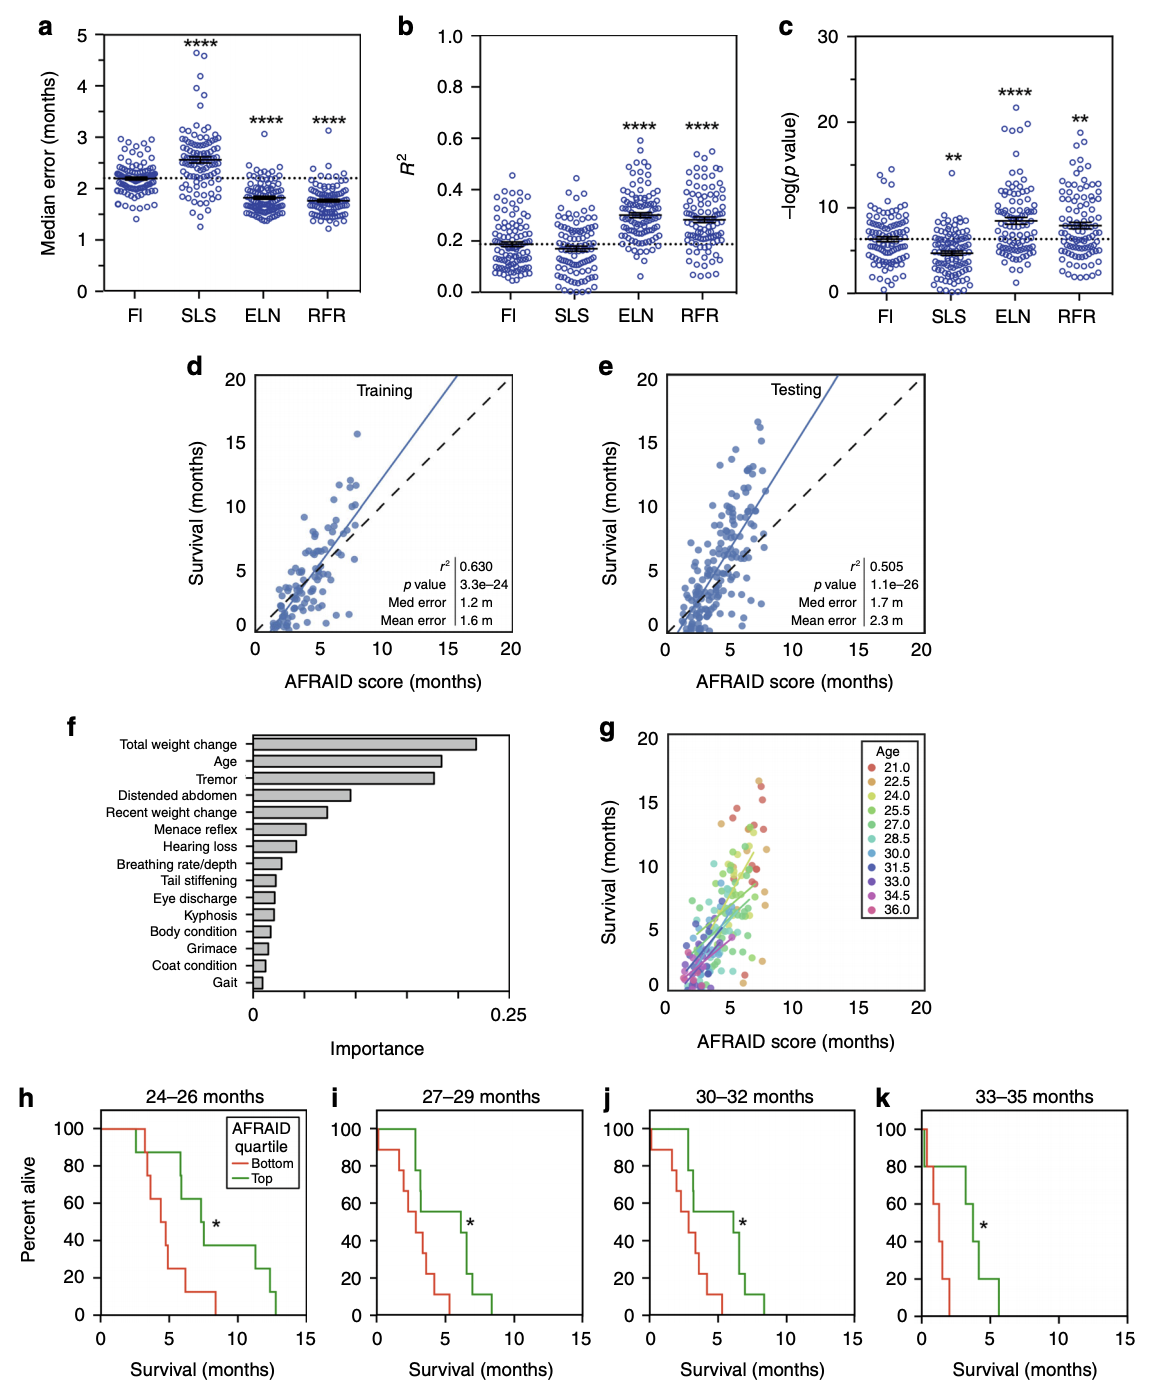 a
5
4
3
2
1
0
Median error (months)
****
****
****
FI
SLS
ELN
RFR
b
1.0
0.8
0.6
0.4
0.2
0.0
R²
****
****
FI
SLS
ELN
RFR
c
30
20
10
0
–log(p value)
**
****
**
FI
SLS
ELN
RFR
d
20
15
10
5
0
Survival (months)
Training
r² 0.630
p value 3.3e–24
Med error 1.2 m
Mean error 1.6 m
0 5 10 15 20
AFRAID score (months)
e
20
15
10
5
0
Survival (months)
Testing
r² 0.505
p value 1.1e–26
Med error 1.7 m
Mean error 2.3 m
0 5 10 15 20
AFRAID score (months)
f
Total weight change
Age
Tremor
Distended abdomen
Recent weight change
Menace reflex
Hearing loss
Breathing rate/depth
Tail stiffening
Eye discharge
Kyphosis
Body condition
Grimace
Coat condition
Gait
0 0.25
Importance
g
20
15
10
5
0
Survival (months)
Age
21.0
22.5
24.0
25.5
27.0
28.5
30.0
31.5
33.0
34.5
36.0
0 5 10 15 20
AFRAID score (months)
h
24–26 months
100
80
60
40
20
0
Percent alive
AFRAID
quartile
Bottom
Top
*
0 5 10 15
Survival (months)
i
27–29 months
100
80
60
40
20
0
*
0 5 10 15
Survival (months)
j
30–32 months
100
80
60
40
20
0
*
0 5 10 15
Survival (months)
k
33–35 months
100
80
60
40
20
0
*
0 5 10 15
Survival (months)